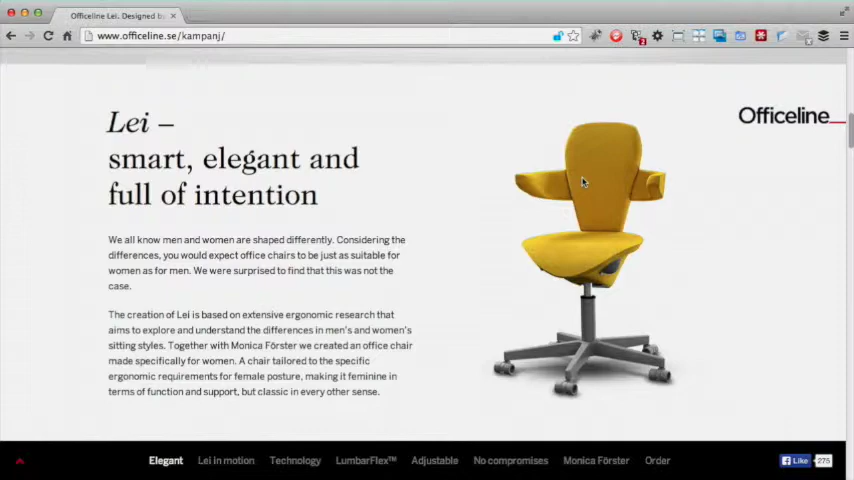 Officeline Lei. Designed b
www.officeline.se/kampanj/
2
Officeline
Lei –
smart, elegant and
full of intention
We all know men and women are shaped differently. Considering the
differences, you would expect office chairs to be just as suitable for
women as for men. We were surprised to find that this was not the
case.
The creation of Lei is based on extensive ergonomic research that
aims to explore and understand the differences in men's and women's
sitting styles. Together with Monica Förster we created an office chair
made specifically for women. A chair tailored to the specific
ergonomic requirements for female posture, making it feminine in
terms of function and support, but classic in every other sense.
Elegant Lei in motion Technology LumbarFlex™ Adjustable No compromises Monica Förster Order
Like 275